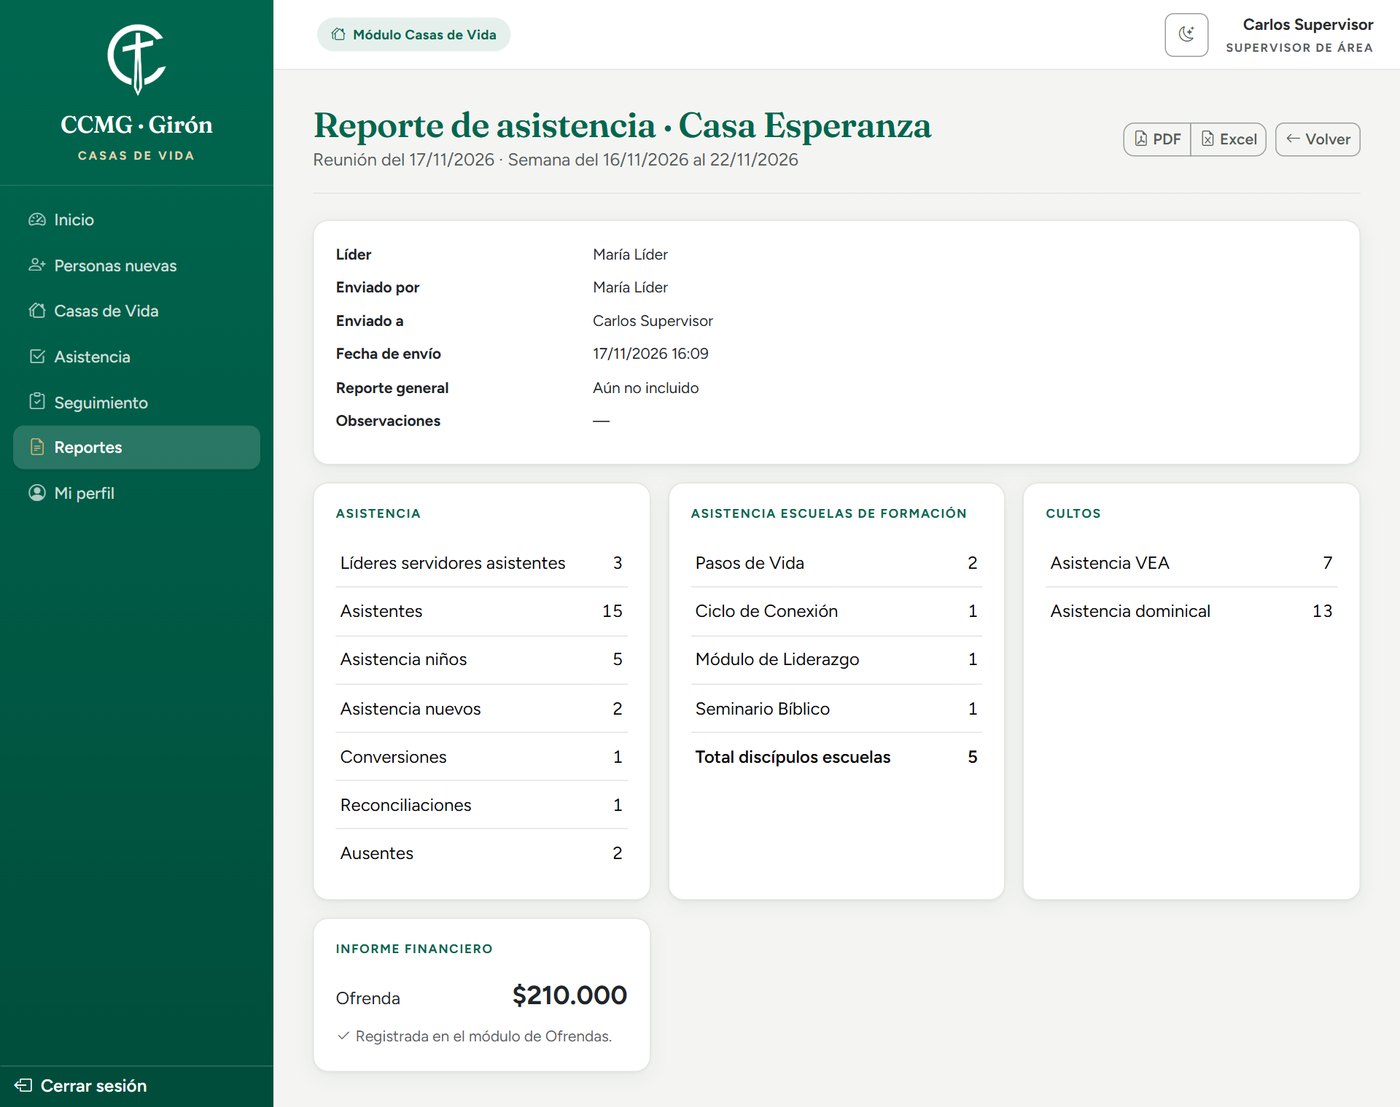 CCMG · Girón
CASAS DE VIDA
Inicio
Personas nuevas
Casas de Vida
Asistencia
Seguimiento
Reportes
Mi perfil
Cerrar sesión
Módulo Casas de Vida
Carlos Supervisor
SUPERVISOR DE ÁREA
Reporte de asistencia · Casa Esperanza
Reunión del 17/11/2026 · Semana del 16/11/2026 al 22/11/2026
PDF
Excel
Volver
Líder María Líder
Enviado por María Líder
Enviado a Carlos Supervisor
Fecha de envío 17/11/2026 16:09
Reporte general Aún no incluido
Observaciones —
ASISTENCIA
Líderes servidores asistentes 3
Asistentes 15
Asistencia niños 5
Asistencia nuevos 2
Conversiones 1
Reconciliaciones 1
Ausentes 2
ASISTENCIA ESCUELAS DE FORMACIÓN
Pasos de Vida 2
Ciclo de Conexión 1
Módulo de Liderazgo 1
Seminario Bíblico 1
Total discípulos escuelas 5
CULTOS
Asistencia VEA 7
Asistencia dominical 13
INFORME FINANCIERO
Ofrenda $210.000
Registrada en el módulo de Ofrendas.